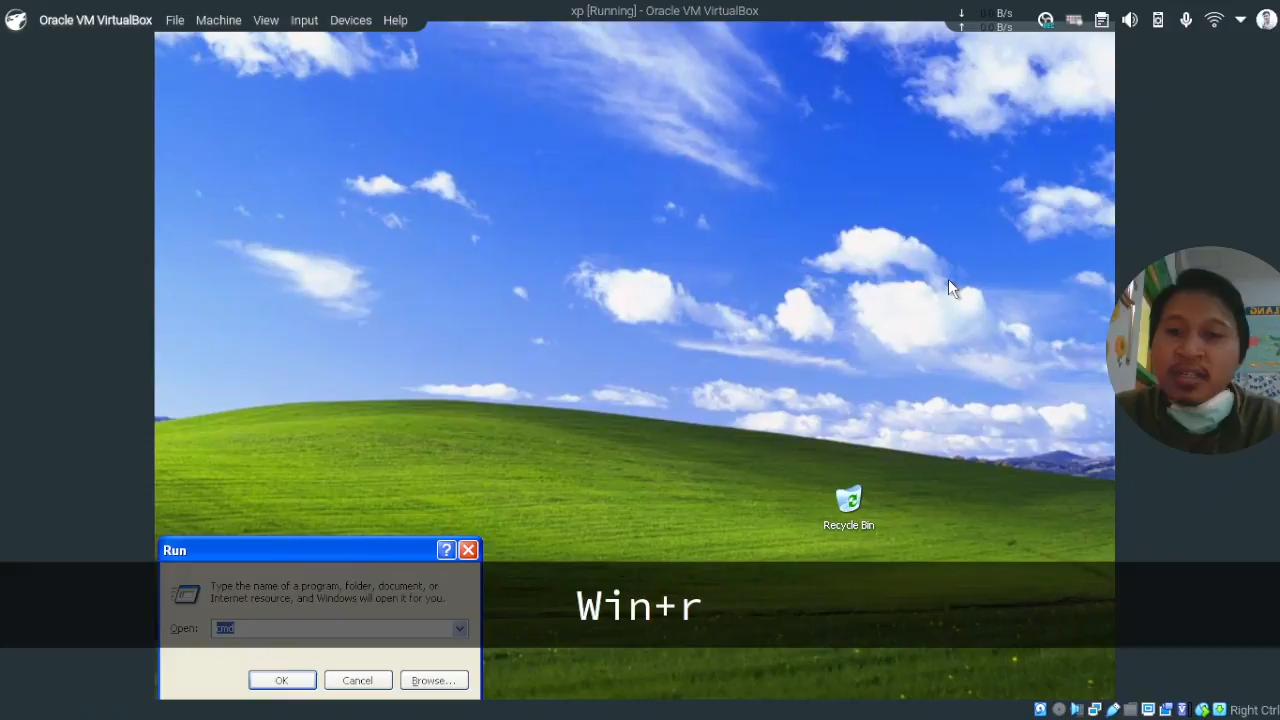 xp [Running] - Oracle VM VirtualBox
Oracle VM VirtualBox File Machine View Input Devices Help
B/s
B/s
LANG
Recycle Bin
Run
Type the name of a program, folder, document, or
Internet resource, and Windows will open it for you.
Open: cmd
Win+r
OK Cancel Browse...
Right Ctrl